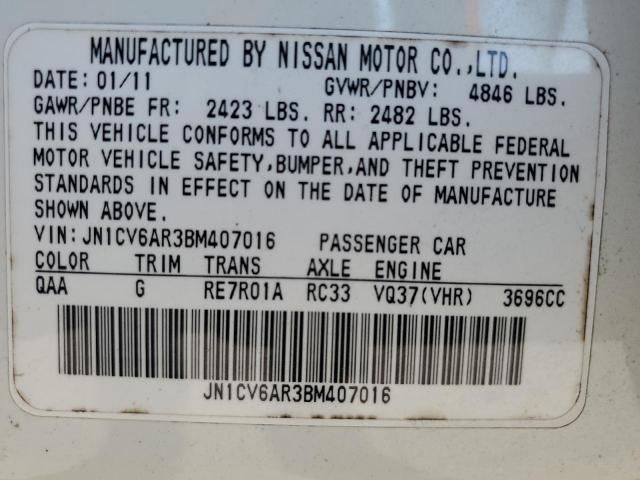 MANUFACTURED BY NISSAN MOTOR CO.,LTD.
DATE: 01/11 GVWR/PNBV: 4846 LBS.
GAWR/PNBE FR: 2423 LBS. RR: 2482 LBS.
THIS VEHICLE CONFORMS TO ALL APPLICABLE FEDERAL
MOTOR VEHICLE SAFETY,BUMPER,AND THEFT PREVENTION
STANDARDS IN EFFECT ON THE DATE OF MANUFACTURE
SHOWN ABOVE.
VIN:JN1CV6AR3BM407016 PASSENGER CAR
COLOR TRIM TRANS AXLE ENGINE
QAA G RE7R01A RC33 VQ37(VHR) 3696CC
JN1CV6AR3BM407016